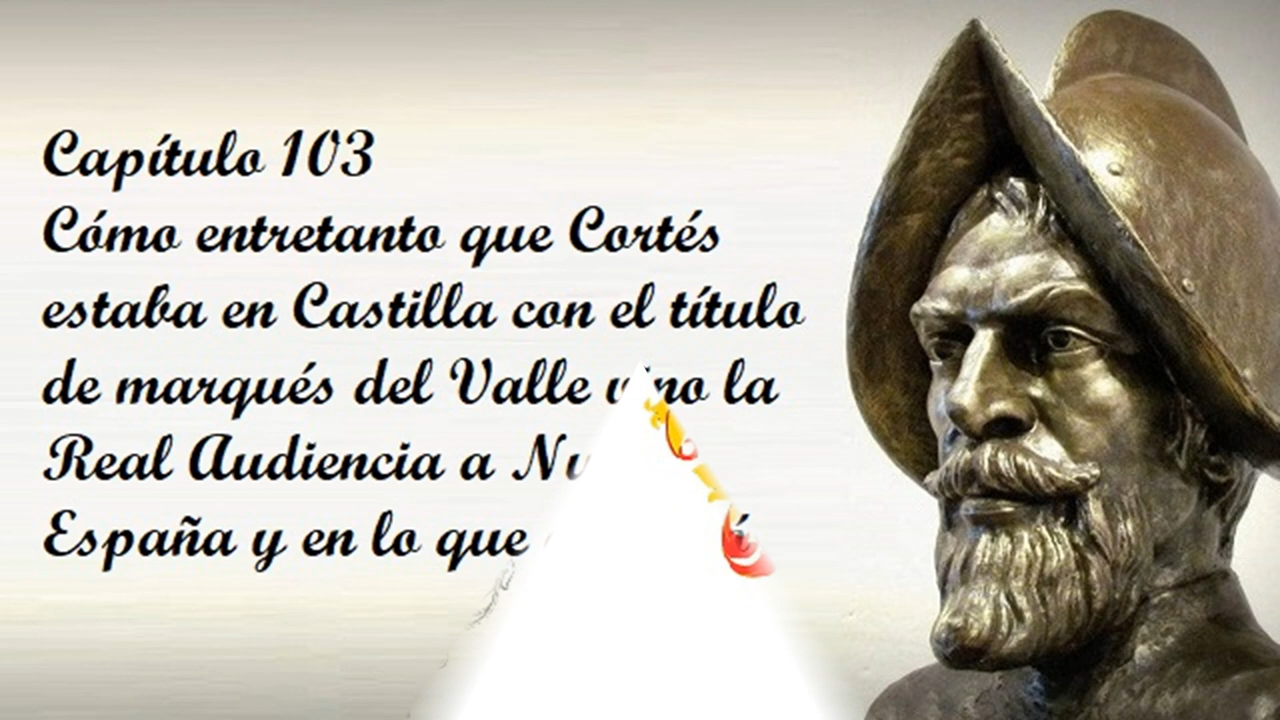 Capítulo 103
Cómo entretanto que Cortés
estaba en Castilla con el título
de marqués del Valle vino la
Real Audiencia a
España y en lo que